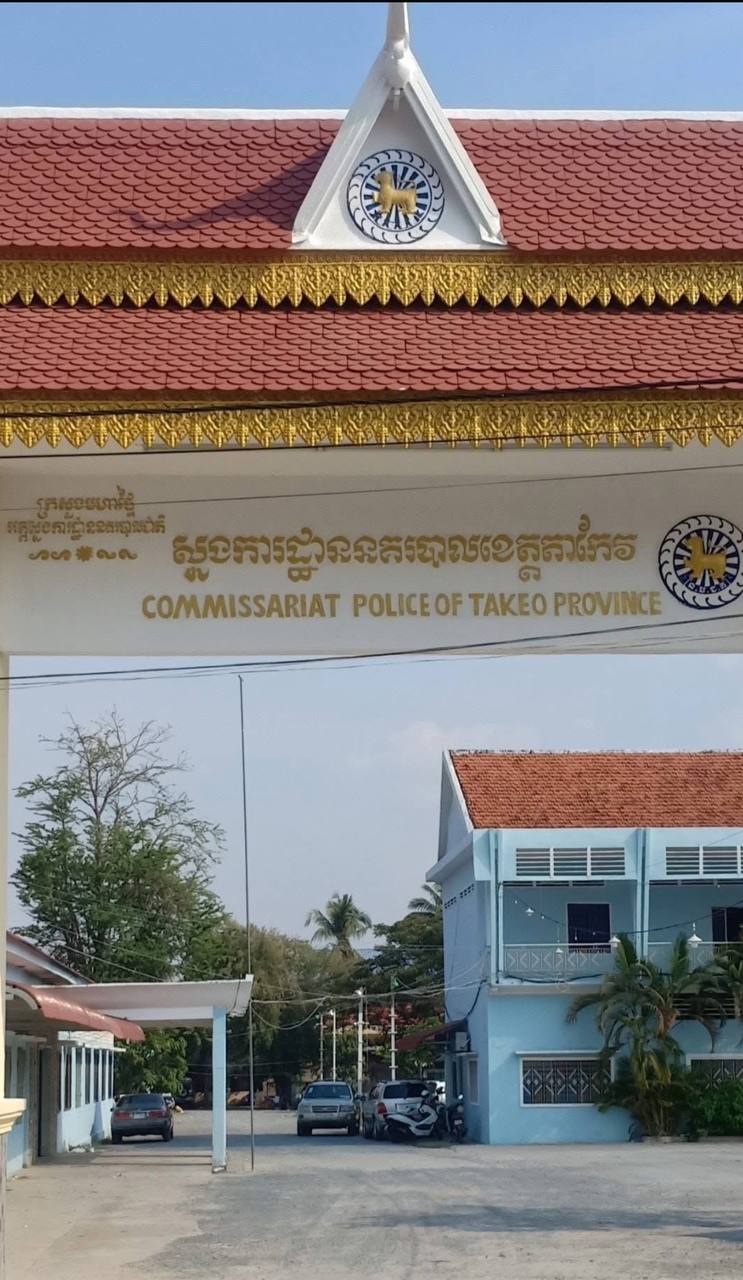 ក្រសួងមហាផ្ទៃ
អគ្គស្នងការដ្ឋាននគរបាលជាតិ
ស្នងការដ្ឋាននគរបាលខេត្តតាកែវ
COMMISSARIAT POLICE OF TAKEO PROVINCE